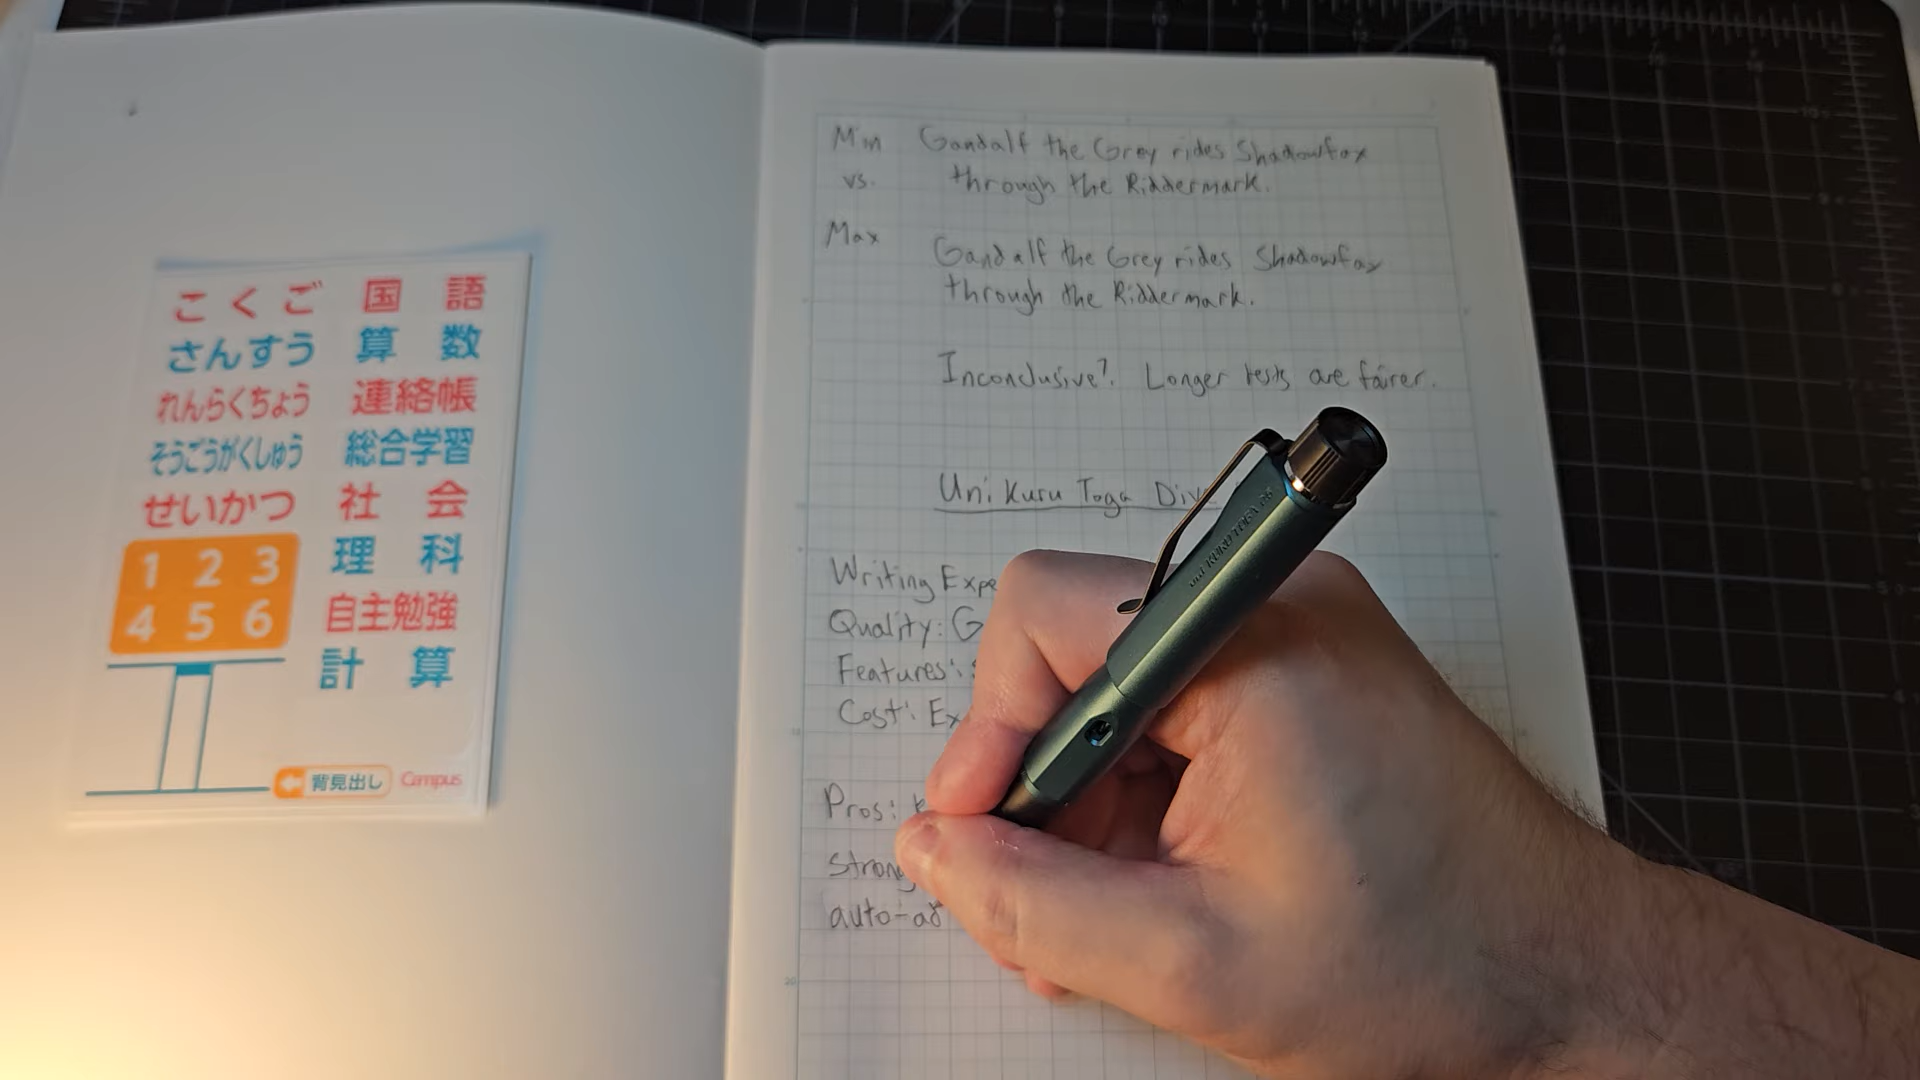 こくご 国語
さんすう 算数
れんらくちょう 連絡帳
そうごうがくしゅう 総合学習
せいかつ 社会
1 2 3 理科
4 5 6 自主勉強
計算
背見出し Campus
Min Gandalf the Grey rides Shadowfax
vs. through the Riddermark.
Max Gandalf the Grey rides Shadowfax
through the Riddermark.
Inconclusive?. Longer tests are fairer.
Uni Kuru Toga Div
uni KURU TOGA
Writing Expe
Quality: G
Features:
Cost: Ex
Pros:
strong
auto-ad
20